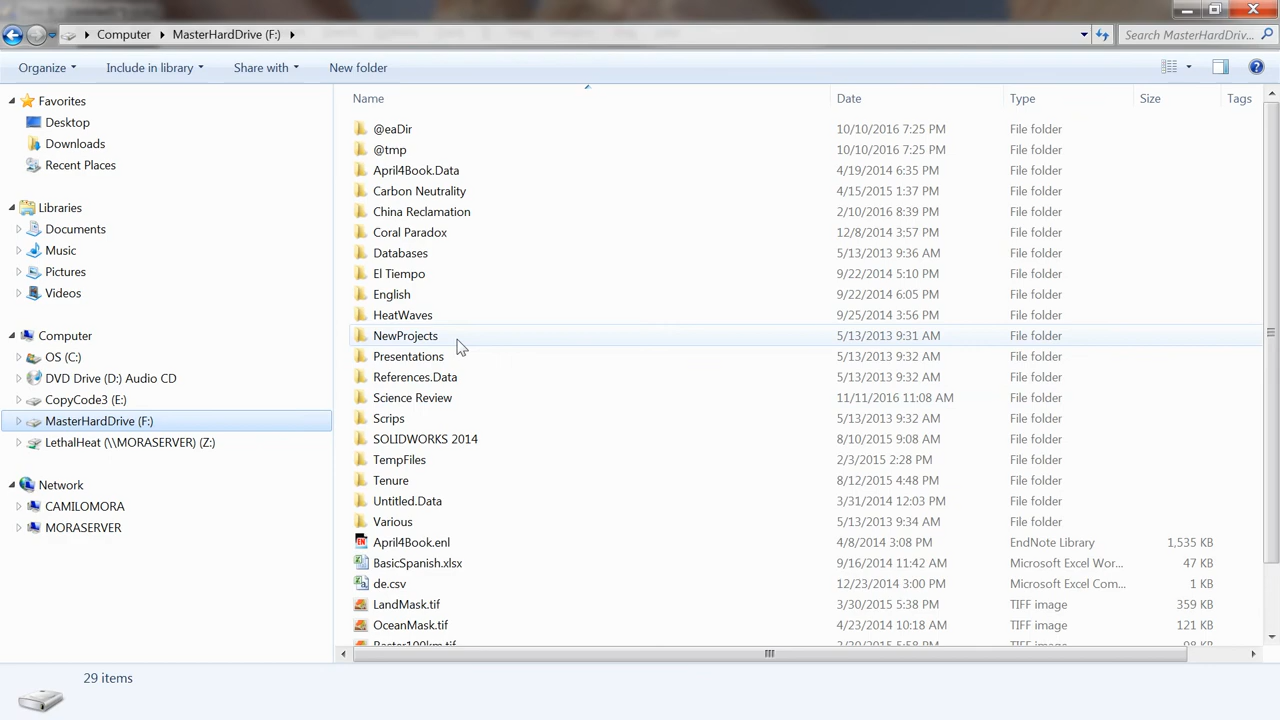 Computer MasterHardDrive (F:) Search MasterHardDriv...
Organize Include in library Share with New folder
Favorites
Desktop
Downloads
Recent Places
Libraries
Documents
Music
Pictures
Videos
Computer
OS (C:)
DVD Drive (D:) Audio CD
CopyCode3 (E:)
MasterHardDrive (F:)
LethalHeat (\\MORASERVER) (Z:)
Network
CAMILOMORA
MORASERVER
Name Date Type Size Tags
@eaDir 10/10/2016 7:25 PM File folder
@tmp 10/10/2016 7:25 PM File folder
April4Book.Data 4/19/2014 6:35 PM File folder
Carbon Neutrality 4/15/2015 1:37 PM File folder
China Reclamation 2/10/2016 8:39 PM File folder
Coral Paradox 12/8/2014 3:57 PM File folder
Databases 5/13/2013 9:36 AM File folder
El Tiempo 9/22/2014 5:10 PM File folder
English 9/22/2014 6:05 PM File folder
HeatWaves 9/25/2014 3:56 PM File folder
NewProjects 5/13/2013 9:31 AM File folder
Presentations 5/13/2013 9:32 AM File folder
References.Data 5/13/2013 9:32 AM File folder
Science Review 11/11/2016 11:08 AM File folder
Scrips 5/13/2013 9:32 AM File folder
SOLIDWORKS 2014 8/10/2015 9:08 AM File folder
TempFiles 2/3/2015 2:28 PM File folder
Tenure 8/12/2015 4:48 PM File folder
Untitled.Data 3/31/2014 12:03 PM File folder
Various 5/13/2013 9:34 AM File folder
April4Book.enl 4/8/2014 3:08 PM EndNote Library 1,535 KB
BasicSpanish.xlsx 9/16/2014 11:42 AM Microsoft Excel Wor... 47 KB
de.csv 12/23/2014 3:00 PM Microsoft Excel Com... 1 KB
LandMask.tif 3/30/2015 5:38 PM TIFF image 359 KB
OceanMask.tif 4/23/2014 10:18 AM TIFF image 121 KB
Raster100km.tif 3/30/2015 5:58 PM TIFF image 98 KB
29 items